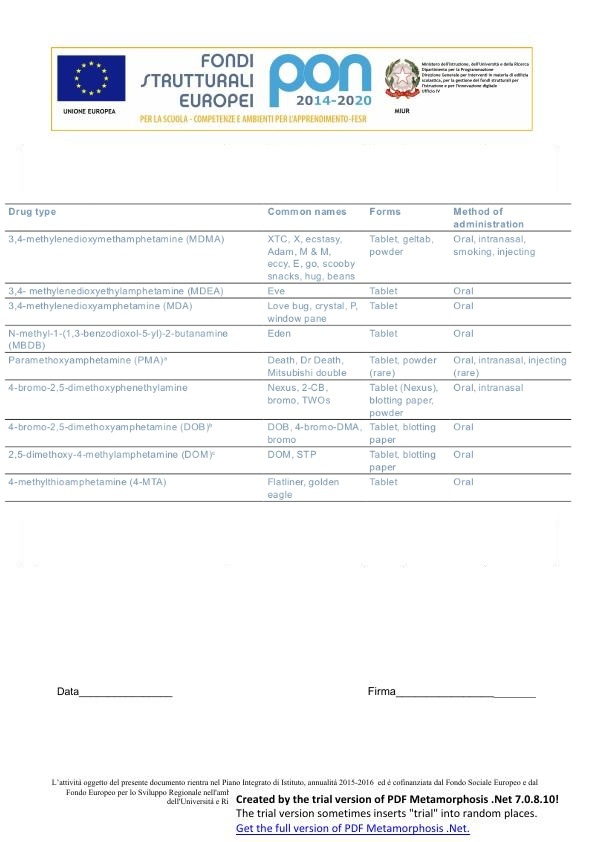 FONDI
STRUTTURALI
EUROPEI
pon
2014-2020
UNIONE EUROPEA
PER LA SCUOLA - COMPETENZE E AMBIENTI PER L'APPRENDIMENTO-FESR
Ministero dell'Istruzione, dell'Università e della Ricerca
Dipartimento per la Programmazione
Direzione Generale per interventi in materia di edilizia
scolastica, per la gestione dei fondi strutturali per
l'istruzione e per l'innovazione digitale
Ufficio IV
MIUR
Drug type Common names Forms Method of
administration
3,4-methylenedioxymethamphetamine (MDMA) XTC, X, ecstasy, Tablet, geltab, Oral, intranasal,
Adam, M & M, powder smoking, injecting
eccy, E, go, scooby
snacks, hug, beans
3,4- methylenedioxyethylamphetamine (MDEA) Eve Tablet Oral
3,4-methylenedioxyamphetamine (MDA) Love bug, crystal, P, Tablet Oral
window pane
N-methyl-1-(1,3-benzodioxol-5-yl)-2-butanamine Eden Tablet Oral
(MBDB)
Paramethoxyamphetamine (PMA)ᵃ Death, Dr Death, Tablet, powder Oral, intranasal, injecting
Mitsubishi double (rare) (rare)
4-bromo-2,5-dimethoxyphenethylamine Nexus, 2-CB, Tablet (Nexus), Oral, intranasal
bromo, TWOs blotting paper,
powder
4-bromo-2,5-dimethoxyamphetamine (DOB)ᵇ DOB, 4-bromo-DMA, Tablet, blotting Oral
bromo paper
2,5-dimethoxy-4-methylamphetamine (DOM)ᶜ DOM, STP Tablet, blotting Oral
paper
4-methylthioamphetamine (4-MTA) Flatliner, golden Tablet Oral
eagle
Data________________ Firma________________________
L'attività oggetto del presente documento rientra nel Piano Integrato di Istituto, annualità 2015-2016 ed è cofinanziata dal Fondo Sociale Europeo e dal
Fondo Europeo per lo Sviluppo Regionale nell'amb
dell'Università e Ri
Created by the trial version of PDF Metamorphosis .Net 7.0.8.10!
The trial version sometimes inserts "trial" into random places.
Get the full version of PDF Metamorphosis .Net.